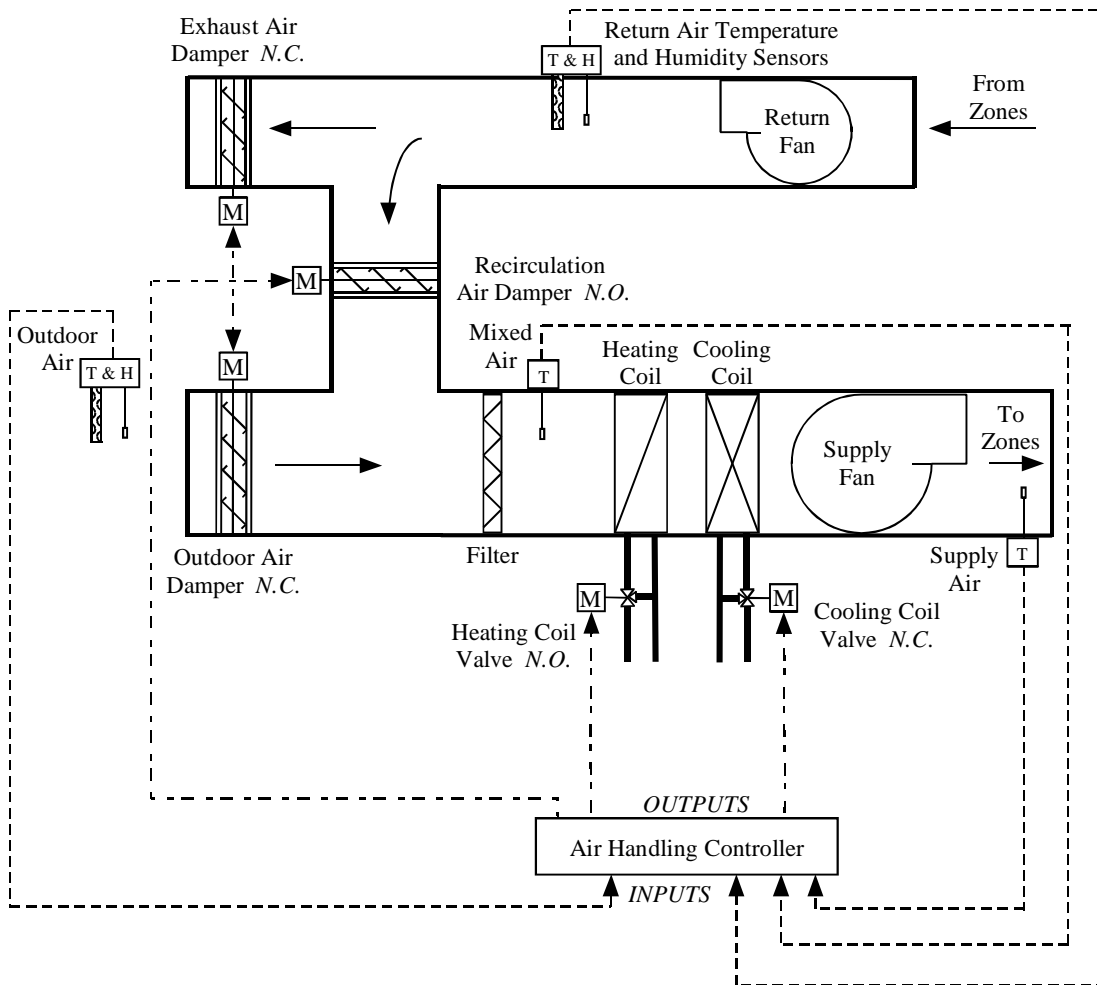 Exhaust Air
Damper N.C.
T & H
Return Air Temperature
and Humidity Sensors
From
Zones
Return
Fan
M
M
Recirculation
Air Damper N.O.
Outdoor
Air
T & H
M
Mixed
Air
T
Heating
Coil
Cooling
Coil
Supply
Fan
To
Zones
Outdoor Air
Damper N.C.
Filter
Supply
Air
T
M
M
Heating Coil
Valve N.O.
Cooling Coil
Valve N.C.
OUTPUTS
Air Handling Controller
INPUTS